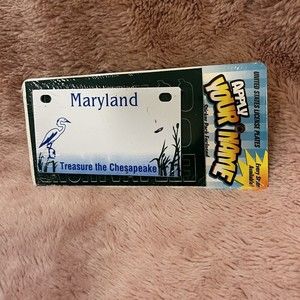 Maryland
Treasure the Chesapeake
APPLY
YOUR NAME
UNITED STATES LICENSE PLATES